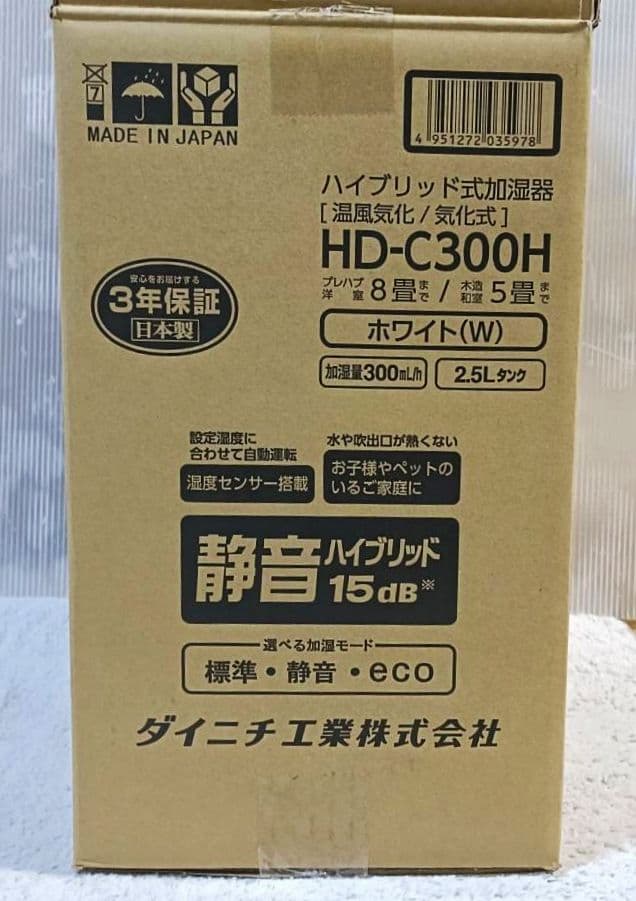 7
MADE IN JAPAN
4 951272 035978
ハイブリッド式加湿器
[温風気化/気化式]
HD-C300H
プレハブ洋室 8畳まで / 木造和室 5畳まで
ホワイト(W)
加湿量300mL/h
2.5Lタンク
安心をお届けする
3年保証
日本製
設定湿度に
合わせて自動運転
湿度センサー搭載
水や吹出口が熱くない
お子様やペットの
いるご家庭に
静音ハイブリッド
15dB※
選べる加湿モード
標準・静音・eco
ダイニチ工業株式会社